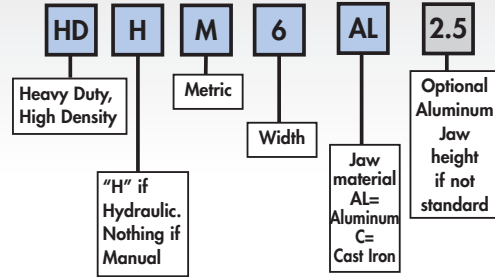 HD H M 6 AL 2.5
Heavy Duty,
High Density
"H" if
Hydraulic.
Nothing if
Manual
Metric
Width
Jaw
material
AL=
Aluminum
C=
Cast Iron
Optional
Aluminum
Jaw
height
if not
standard